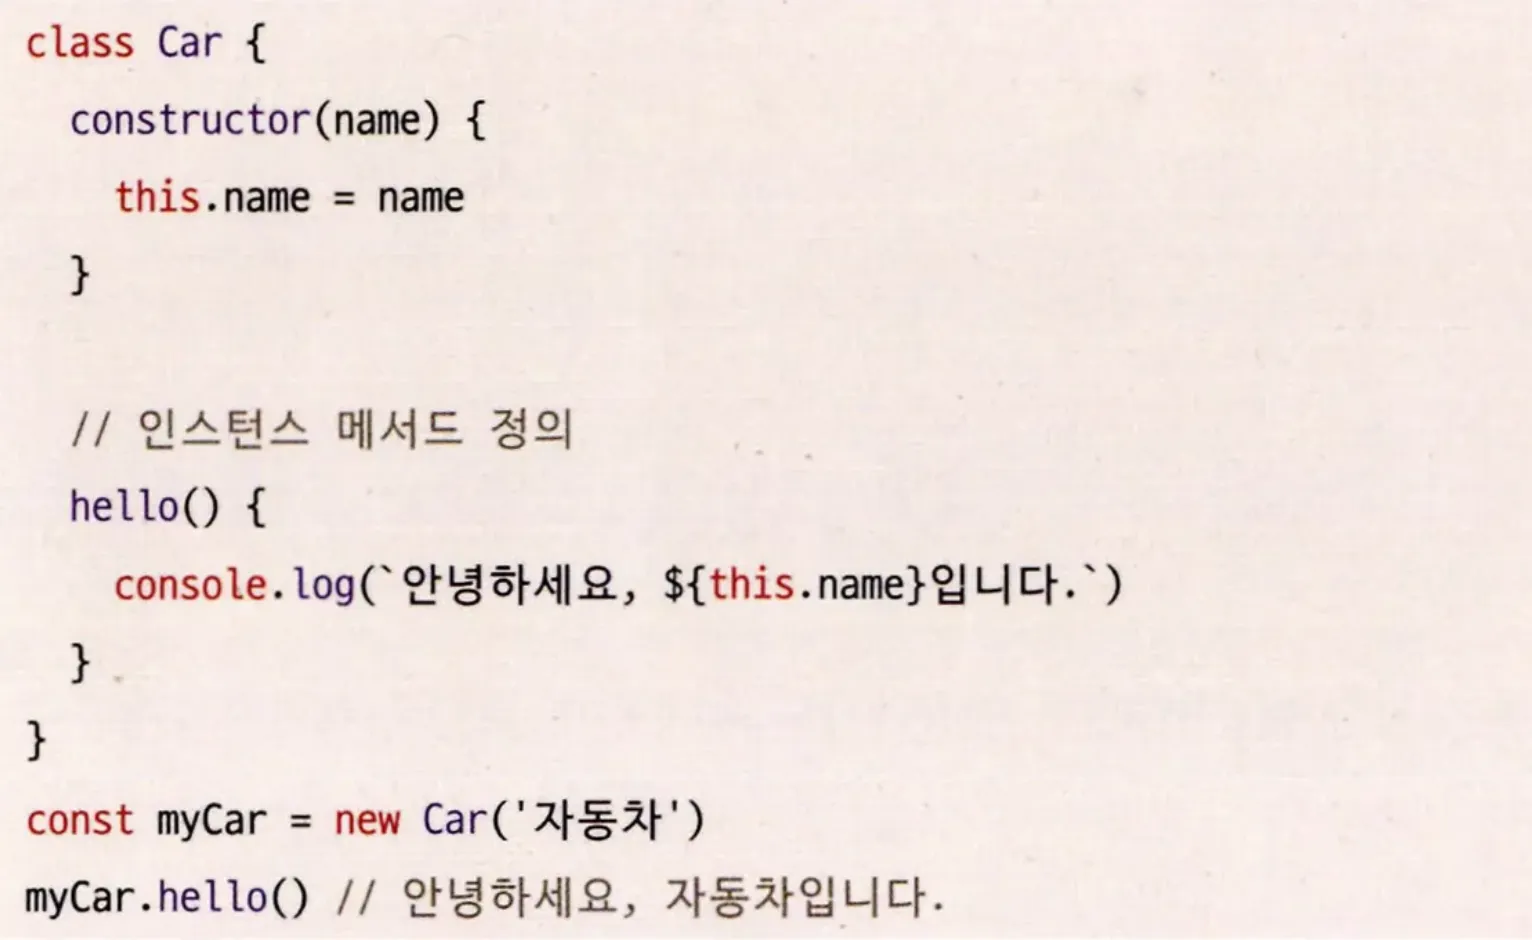 class Car {
  constructor(name) {
    this.name = name
  }

  // 인스턴스 메서드 정의
  hello() {
    console.log(`안녕하세요, ${this.name}입니다.`)
  }
}
const myCar = new Car('자동차')
myCar.hello() // 안녕하세요, 자동차입니다.